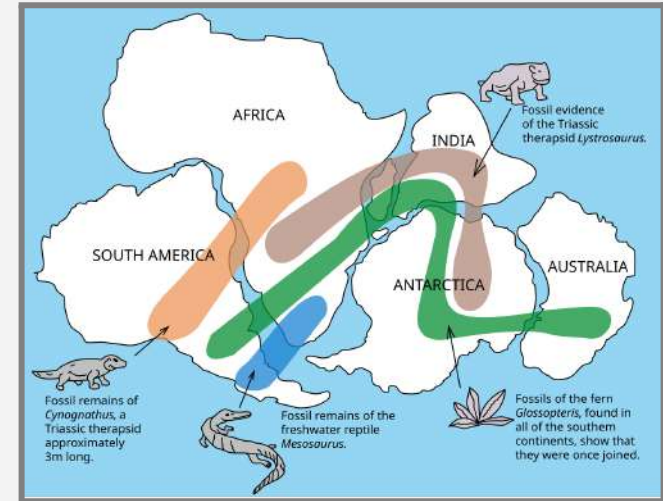 AFRICA
INDIA
Fossil evidence
of the Triassic
therapsid Lystrosaurus.
SOUTH AMERICA
ANTARCTICA
AUSTRALIA
Fossil remains of
Cynognathus, a
Triassic therapsid
approximately
3m long.
Fossil remains of the
freshwater reptile
Mesosaurus.
Fossils of the fern
Glossopteris, found in
all of the southern
continents, show that
they were once joined.